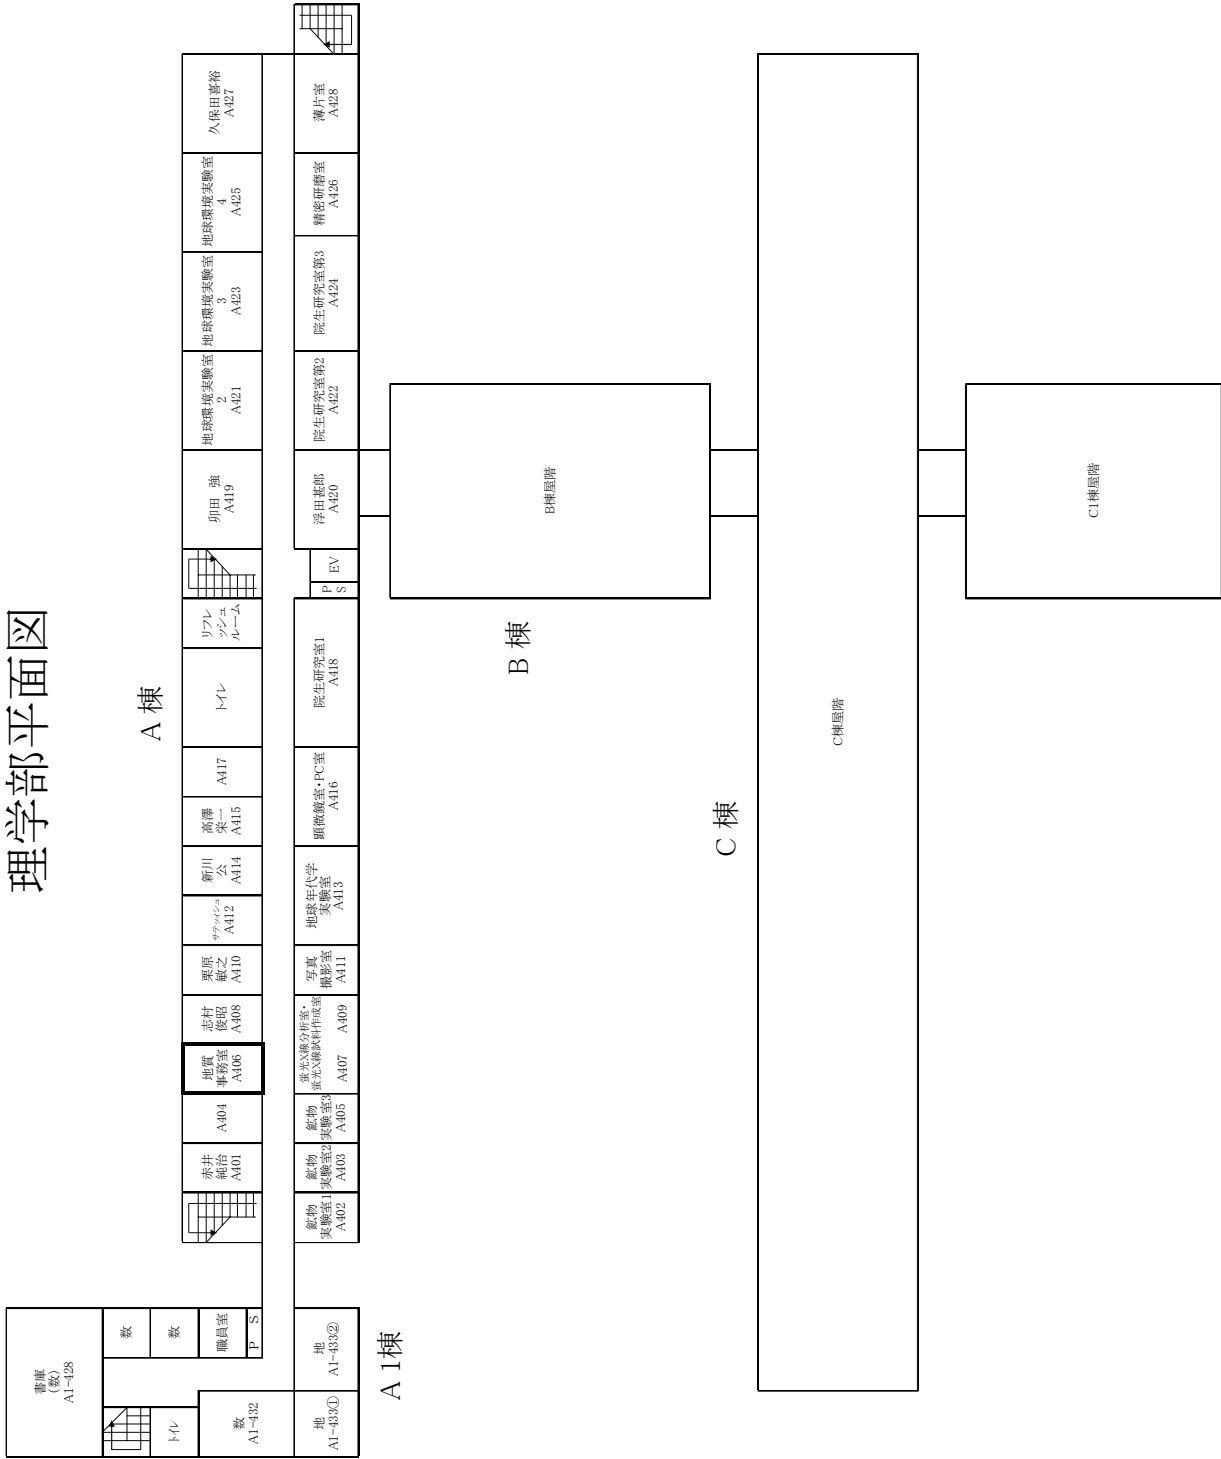 理学部平面図
A 棟
久保田喜裕
A427
地球環境実験室
4
A425
地球環境実験室
3
A423
地球環境実験室
2
A421
卯田 強
A419
リフレ
ッシュ
ルーム
トイレ
A417
高澤
栄一
A415
新川
公
A414
サティッシュ
A412
栗原
敏之
A410
志村
俊昭
A408
地質
事務室
A406
A404
赤井
純治
A401
薄片室
A428
精密研磨室
A426
院生研究室第3
A424
院生研究室第2
A422
浮田甚郎
A420
EV
P
S
院生研究室1
A418
顕微鏡室・PC室
A416
地球年代学
実験室
A413
写真
撮影室
A411
蛍光X線分析室・
蛍光X線試料作成室
A407 A409
鉱物
実験室3
A405
鉱物
実験室2
A403
鉱物
実験室1
A402
書庫
(数)
A1-428
数
数
職員室
P S
トイレ
数
A1-432
地
A1-433②
地
A1-433①
A 1棟
B 棟
B棟屋階
C 棟
C棟屋階
C1棟屋階